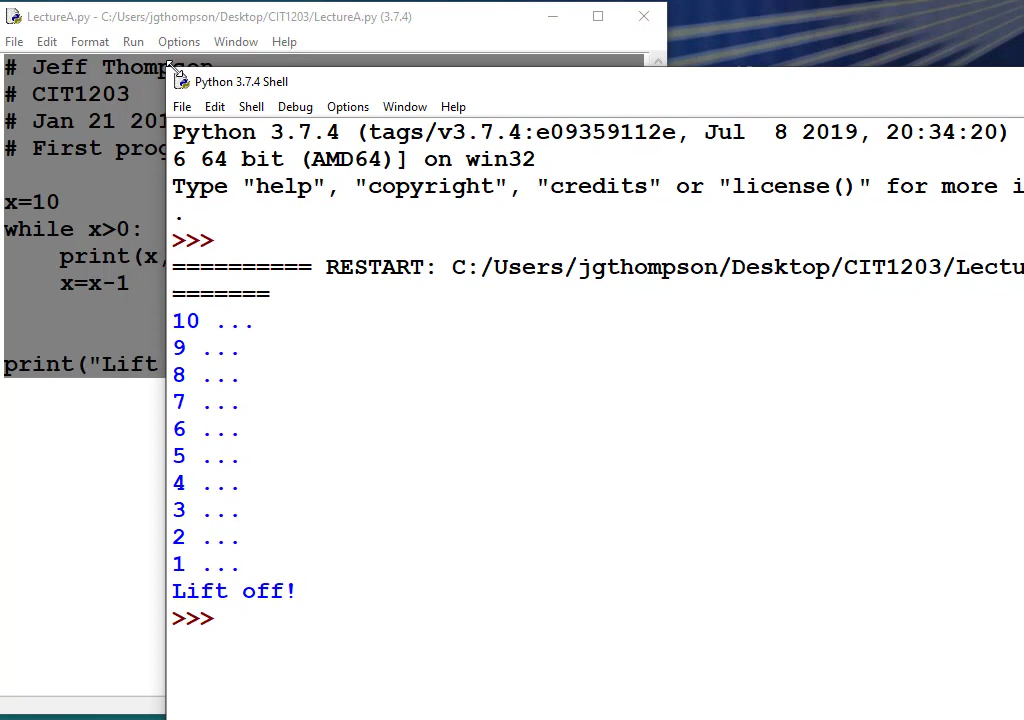 LectureA.py - C:/Users/jgthompson/Desktop/CIT1203/LectureA.py (3.7.4)
File Edit Format Run Options Window Help
# Jeff Thompson
# CIT1203
# Jan 21 201
# First prog
x=10
while x>0:
print(x,
x=x-1
print("Lift
Python 3.7.4 Shell
File Edit Shell Debug Options Window Help
Python 3.7.4 (tags/v3.7.4:e09359112e, Jul 8 2019, 20:34:20)
6 64 bit (AMD64)] on win32
Type "help", "copyright", "credits" or "license()" for more i
.
>>>
========== RESTART: C:/Users/jgthompson/Desktop/CIT1203/Lectu
=======
10 ...
9 ...
8 ...
7 ...
6 ...
5 ...
4 ...
3 ...
2 ...
1 ...
Lift off!
>>>